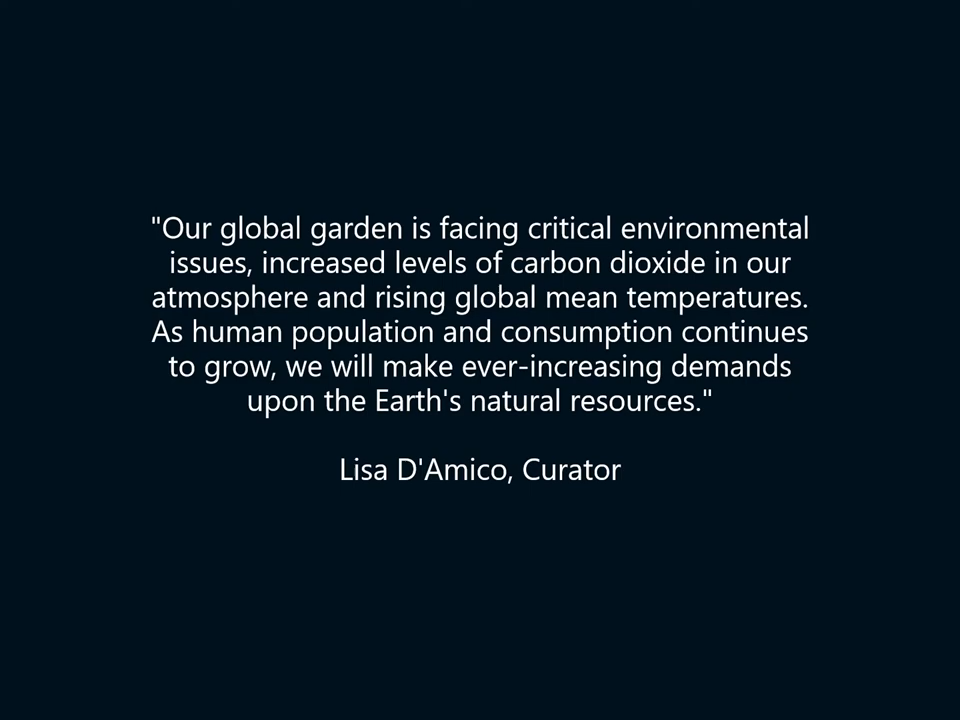 "Our global garden is facing critical environmental
issues, increased levels of carbon dioxide in our
atmosphere and rising global mean temperatures.
As human population and consumption continues
to grow, we will make ever-increasing demands
upon the Earth's natural resources."
Lisa D'Amico, Curator